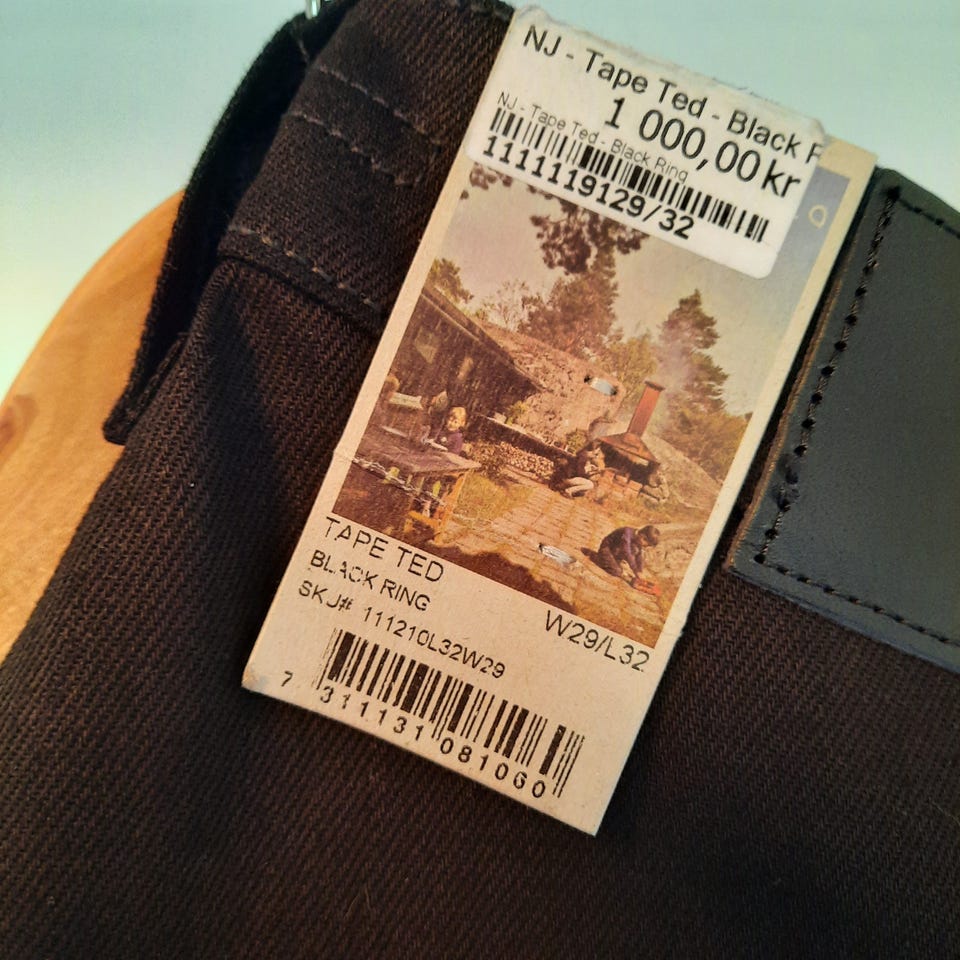 NJ - Tape Ted - Black R
1 000,00 kr
NJ - Tape Ted - Black Ring
1111119129/32
TAPE TED
BLACK RING
W29/L32
SKU# 111210L32W29
7 311131 081060